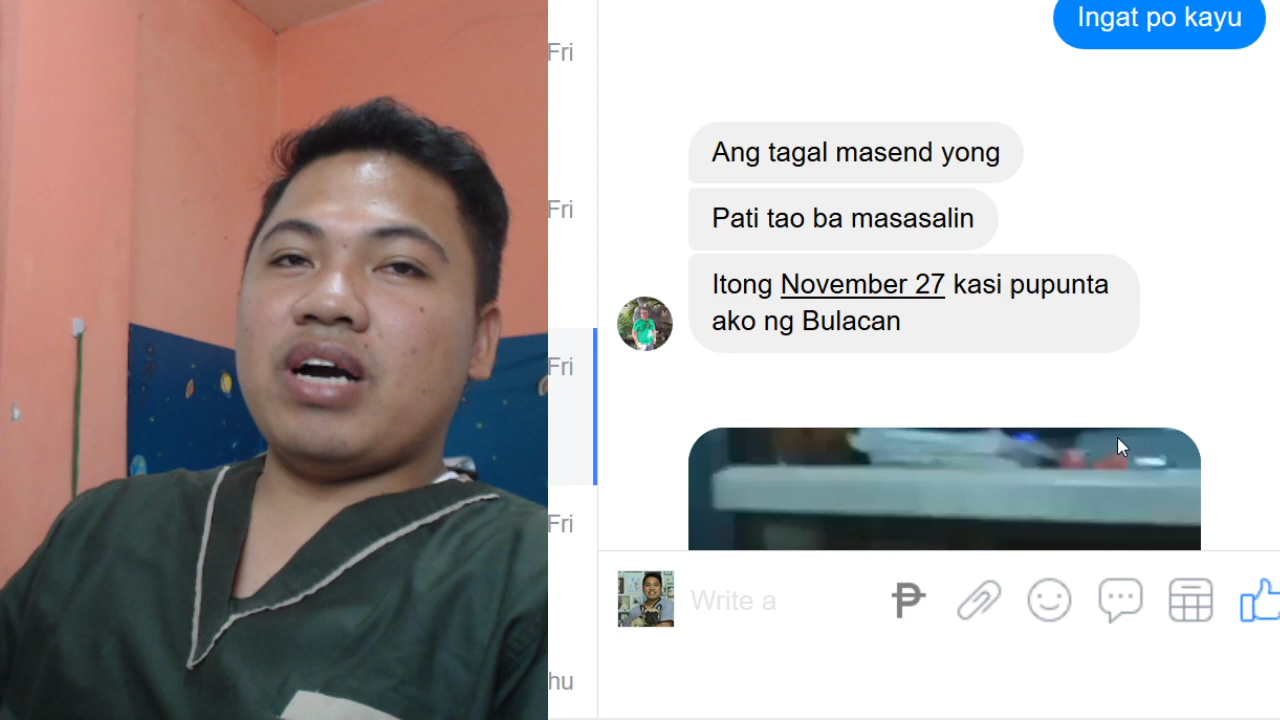 Fri
Fri
Fri
Fri
hu
Ingat po kayu
Ang tagal masend yong
Pati tao ba masasalin
Itong November 27 kasi pupunta
ako ng Bulacan
Write a